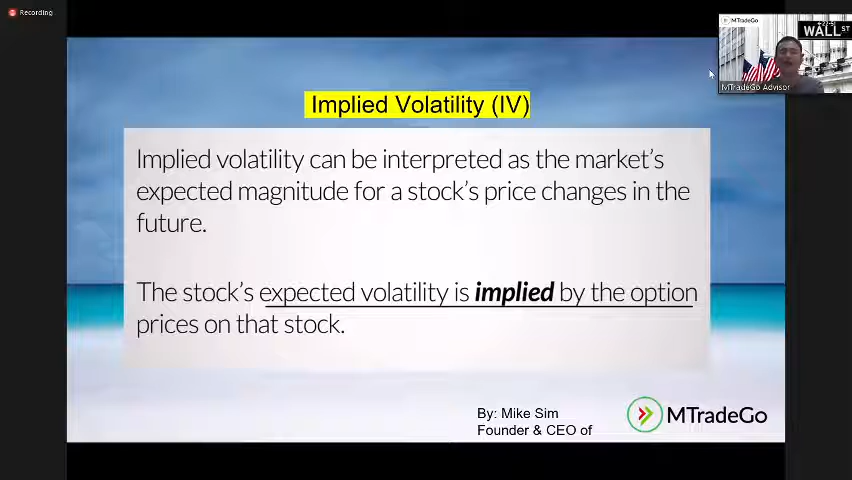 Recording
MTradeGo
WALL ST
MTradeGo Advisor
Implied Volatility (IV)
Implied volatility can be interpreted as the market's
expected magnitude for a stock's price changes in the
future.
The stock's expected volatility is implied by the option
prices on that stock.
By: Mike Sim
Founder & CEO of
MTradeGo